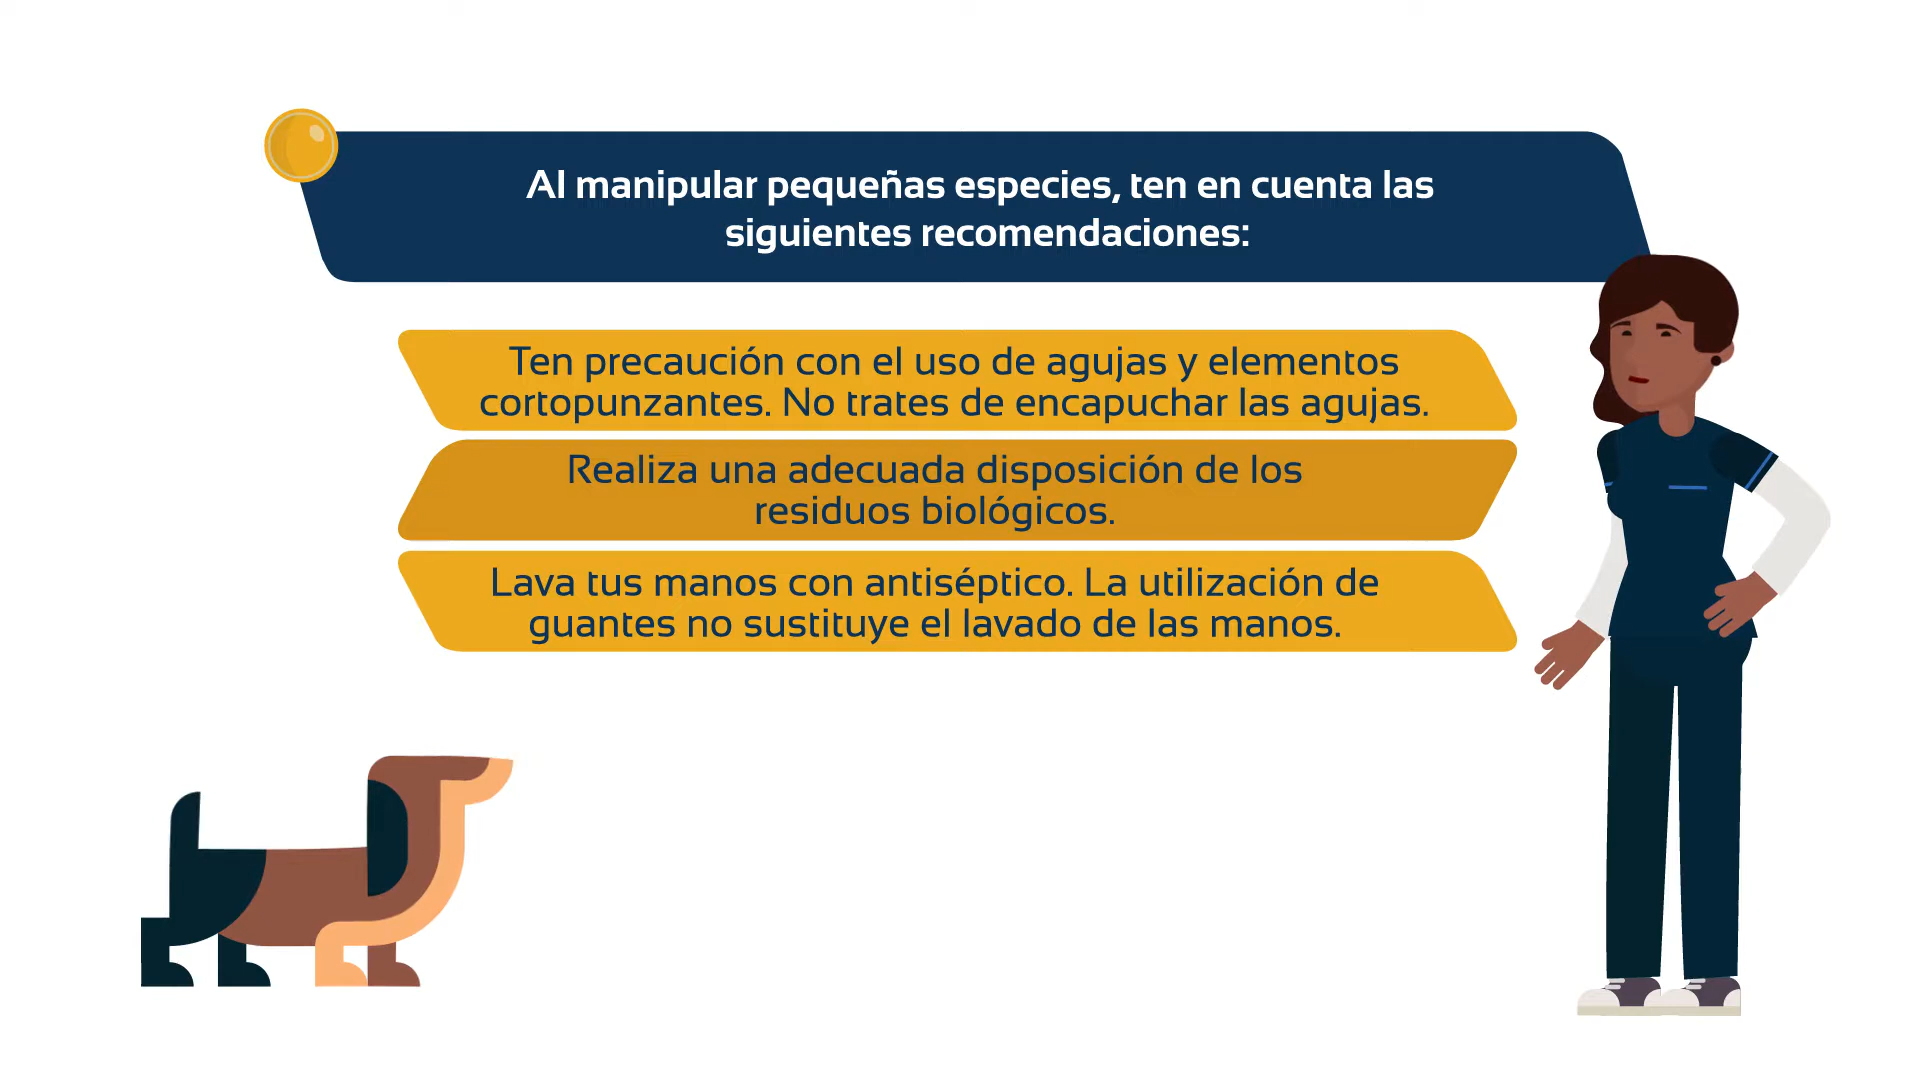 Al manipular pequeñas especies, ten en cuenta las
siguientes recomendaciones:
Ten precaución con el uso de agujas y elementos
cortopunzantes. No trates de encapuchar las agujas.
Realiza una adecuada disposición de los
residuos biológicos.
Lava tus manos con antiséptico. La utilización de
guantes no sustituye el lavado de las manos.